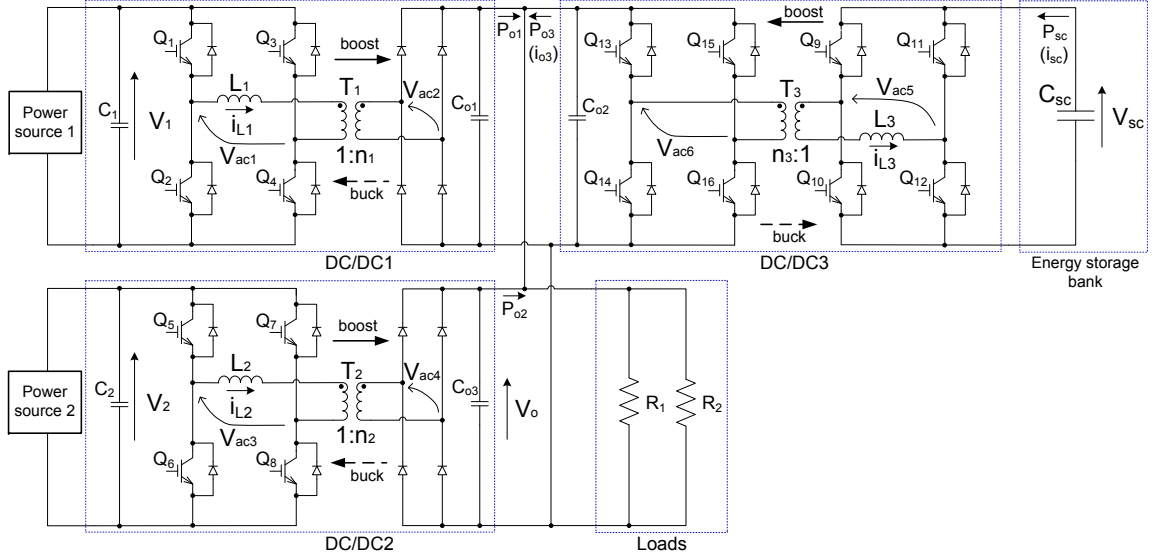 Power source 1
C1
V1
Q1
Q3
Q2
Q4
L1
iL1
Vac1
boost
T1
1:n1
buck
Vac2
Co1
DC/DC1
Po1
Po3
(io3)
Co2
Q13
Q15
Q14
Q16
Vac6
boost
T3
n3:1
buck
Q9
Q11
Q10
Q12
Vac5
L3
iL3
DC/DC3
Psc
(isc)
Csc
Vsc
Energy storage
bank
Power
source 2
C2
V2
Q5
Q7
Q6
Q8
L2
iL2
Vac3
boost
T2
1:n2
buck
Vac4
Co3
DC/DC2
Po2
Vo
R1
R2
Loads